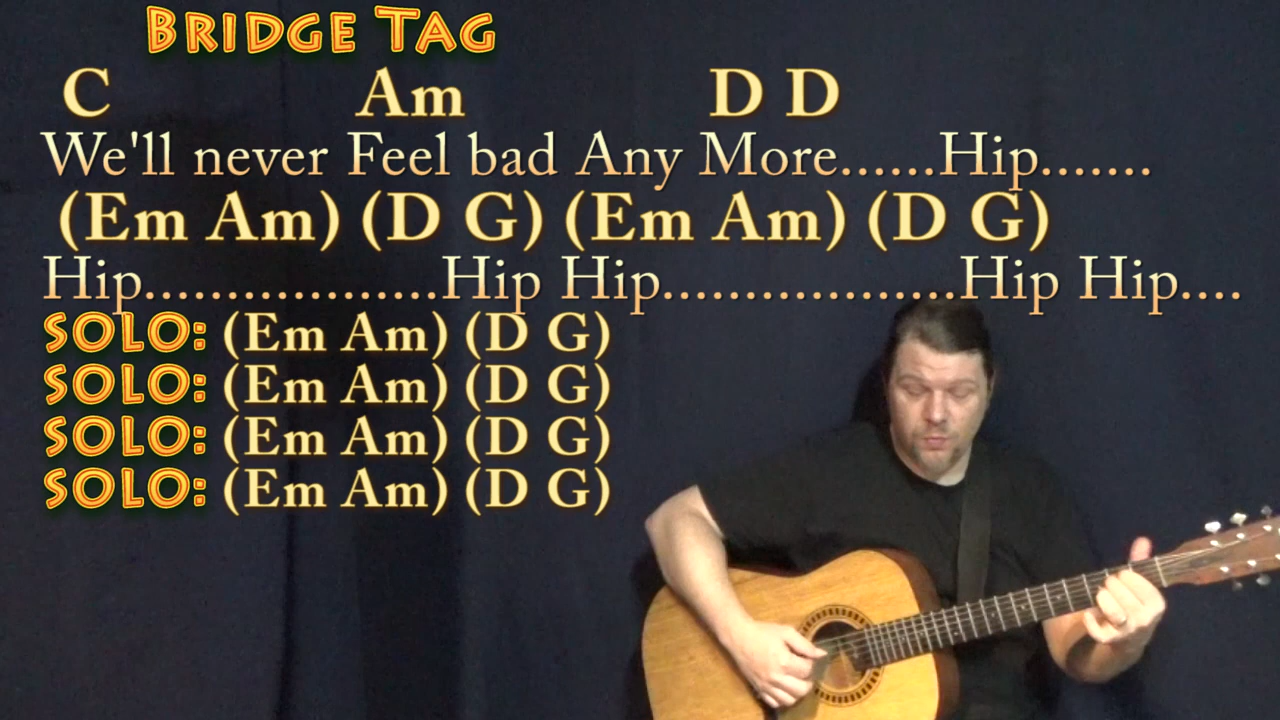 Bridge Tag
C Am D D
We'll never Feel bad Any More......Hip.......
(Em Am) (D G) (Em Am) (D G)
Hip..................Hip Hip..................Hip Hip....
SOLO: (Em Am) (D G)
SOLO: (Em Am) (D G)
SOLO: (Em Am) (D G)
SOLO: (Em Am) (D G)